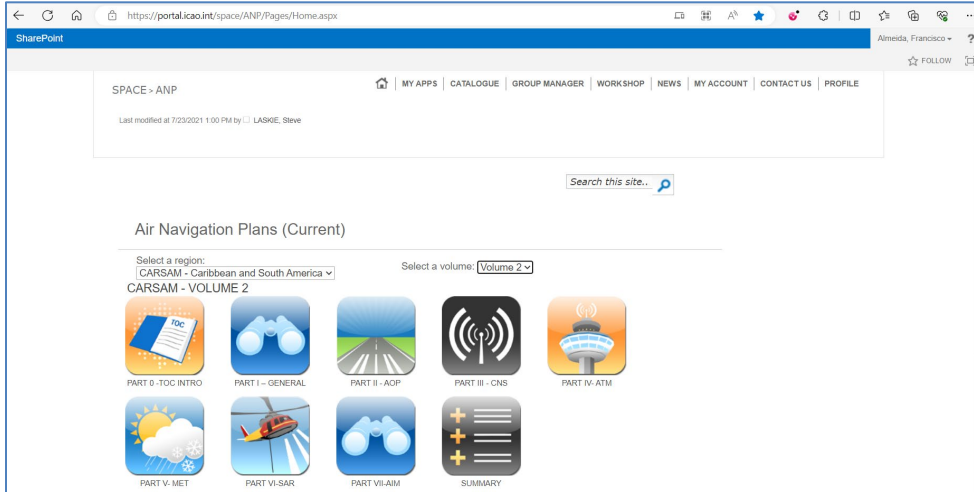 https://portal.icao.int/space/ANP/Pages/Home.aspx
SharePoint
Almeida, Francisco
?
FOLLOW
SPACE > ANP
MY APPS | CATALOGUE | GROUP MANAGER | WORKSHOP | NEWS | MY ACCOUNT | CONTACT US | PROFILE
Last modified at 7/23/2021 1:00 PM by LASKIE, Steve
Search this site..
Air Navigation Plans (Current)
Select a region:
CARSAM - Caribbean and South America
Select a volume: Volume 2
CARSAM - VOLUME 2
TOC
PART 0 -TOC INTRO
PART I – GENERAL
PART II - AOP
PART III - CNS
PART IV- ATM
PART V- MET
PART VI-SAR
PART VII-AIM
SUMMARY